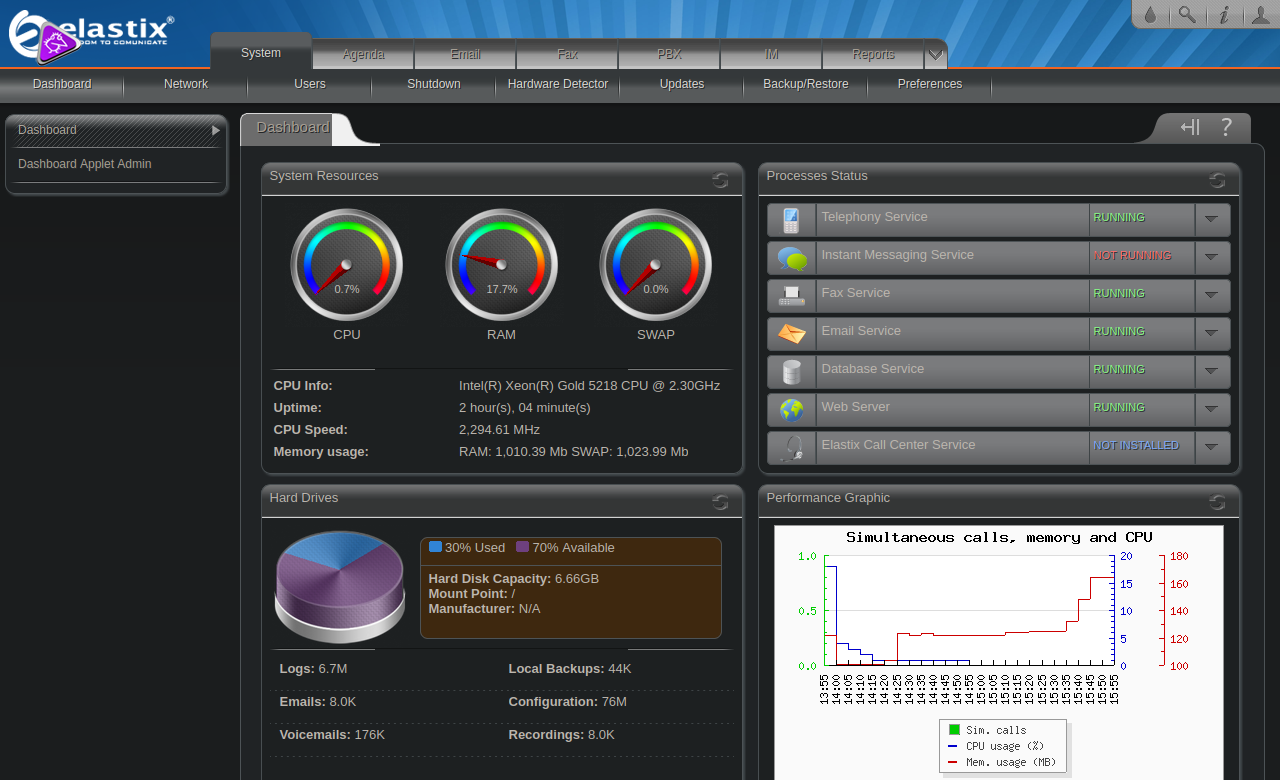 elastix®
DOM TO COMUNICATE
System
Agenda
Email
Fax
PBX
IM
Reports
Dashboard
Network
Users
Shutdown
Hardware Detector
Updates
Backup/Restore
Preferences
Dashboard
Dashboard Applet Admin
Dashboard
?
System Resources
0.7%
17.7%
0.0%
CPU
RAM
SWAP
CPU Info: Intel(R) Xeon(R) Gold 5218 CPU @ 2.30GHz
Uptime: 2 hour(s), 04 minute(s)
CPU Speed: 2,294.61 MHz
Memory usage: RAM: 1,010.39 Mb SWAP: 1,023.99 Mb
Processes Status
Telephony Service RUNNING
Instant Messaging Service NOT RUNNING
Fax Service RUNNING
Email Service RUNNING
Database Service RUNNING
Web Server RUNNING
Elastix Call Center Service NOT INSTALLED
Hard Drives
30% Used 70% Available
Hard Disk Capacity: 6.66GB
Mount Point: /
Manufacturer: N/A
Logs: 6.7M Local Backups: 44K
Emails: 8.0K Configuration: 76M
Voicemails: 176K Recordings: 8.0K
Performance Graphic
Simultaneous calls, memory and CPU
1.0 20 180
15 160
0.5 10 140
5 120
0.0 0 100
13:55 14:00 14:05 14:10 14:15 14:20 14:25 14:30 14:35 14:40 14:45 14:50 14:55 15:00 15:05 15:10 15:15 15:20 15:25 15:30 15:35 15:40 15:45 15:50 15:55
Sim. calls
CPU usage (%)
Mem. usage (MB)